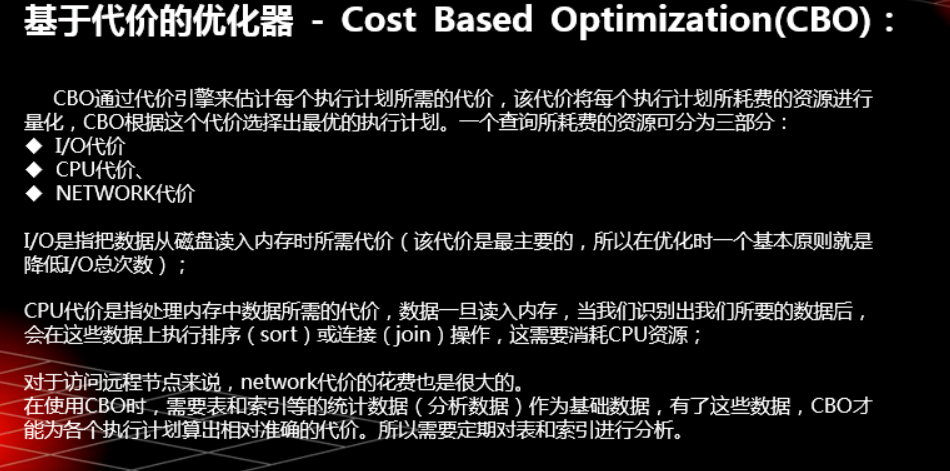 基于代价的优化器 - Cost Based Optimization(CBO)：
CBO通过代价引擎来估计每个执行计划所需的代价，该代价将每个执行计划所耗费的资源进行
量化，CBO根据这个代价选择出最优的执行计划。一个查询所耗费的资源可分为三部分：
◆ I/O代价
◆ CPU代价、
◆ NETWORK代价
I/O是指把数据从磁盘读入内存时所需代价（该代价是最主要的，所以在优化时一个基本原则就是
降低I/O总次数）；
CPU代价是指处理内存中数据所需的代价，数据一旦读入内存，当我们识别出我们所要的数据后，
会在这些数据上执行排序（sort）或连接（join）操作，这需要消耗CPU资源；
对于访问远程节点来说，network代价的花费也是很大的。
在使用CBO时，需要表和索引等的统计数据（分析数据）作为基础数据，有了这些数据，CBO才
能为各个执行计划算出相对准确的代价。所以需要定期对表和索引进行分析。